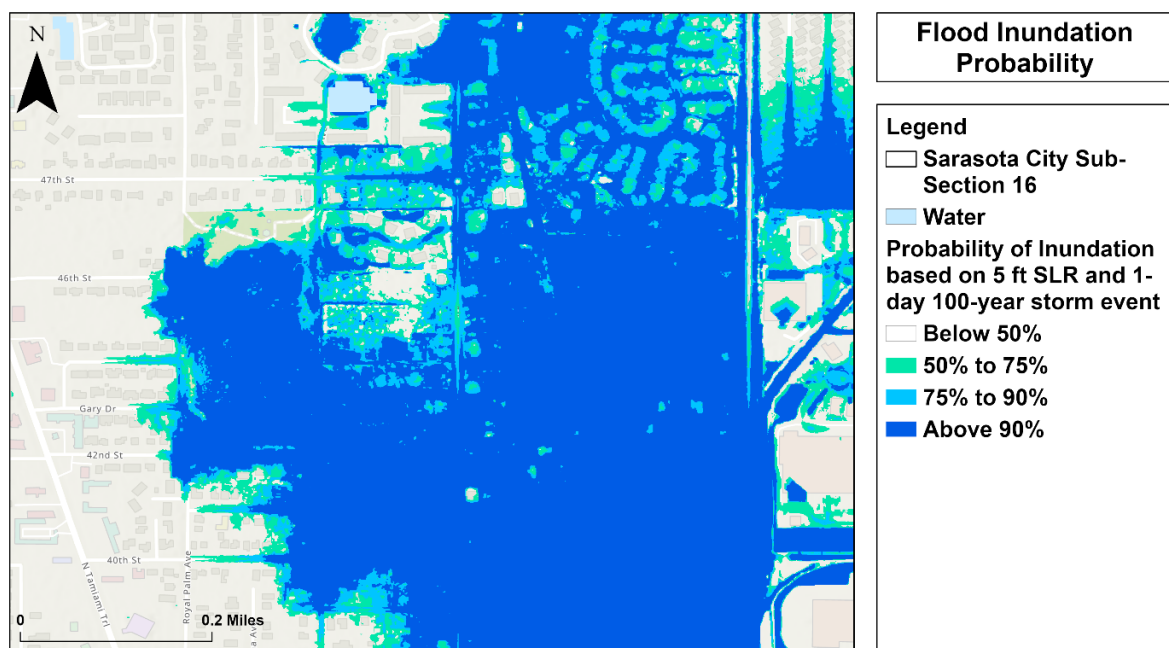 N
47th St
46th St
Gary Dr
42nd St
40th St
N Tamiami Trl
Royal Palm Ave
a Ave
0
0.2 Miles
Flood Inundation
Probability
Legend
Sarasota City Sub-
Section 16
Water
Probability of Inundation
based on 5 ft SLR and 1-
day 100-year storm event
Below 50%
50% to 75%
75% to 90%
Above 90%